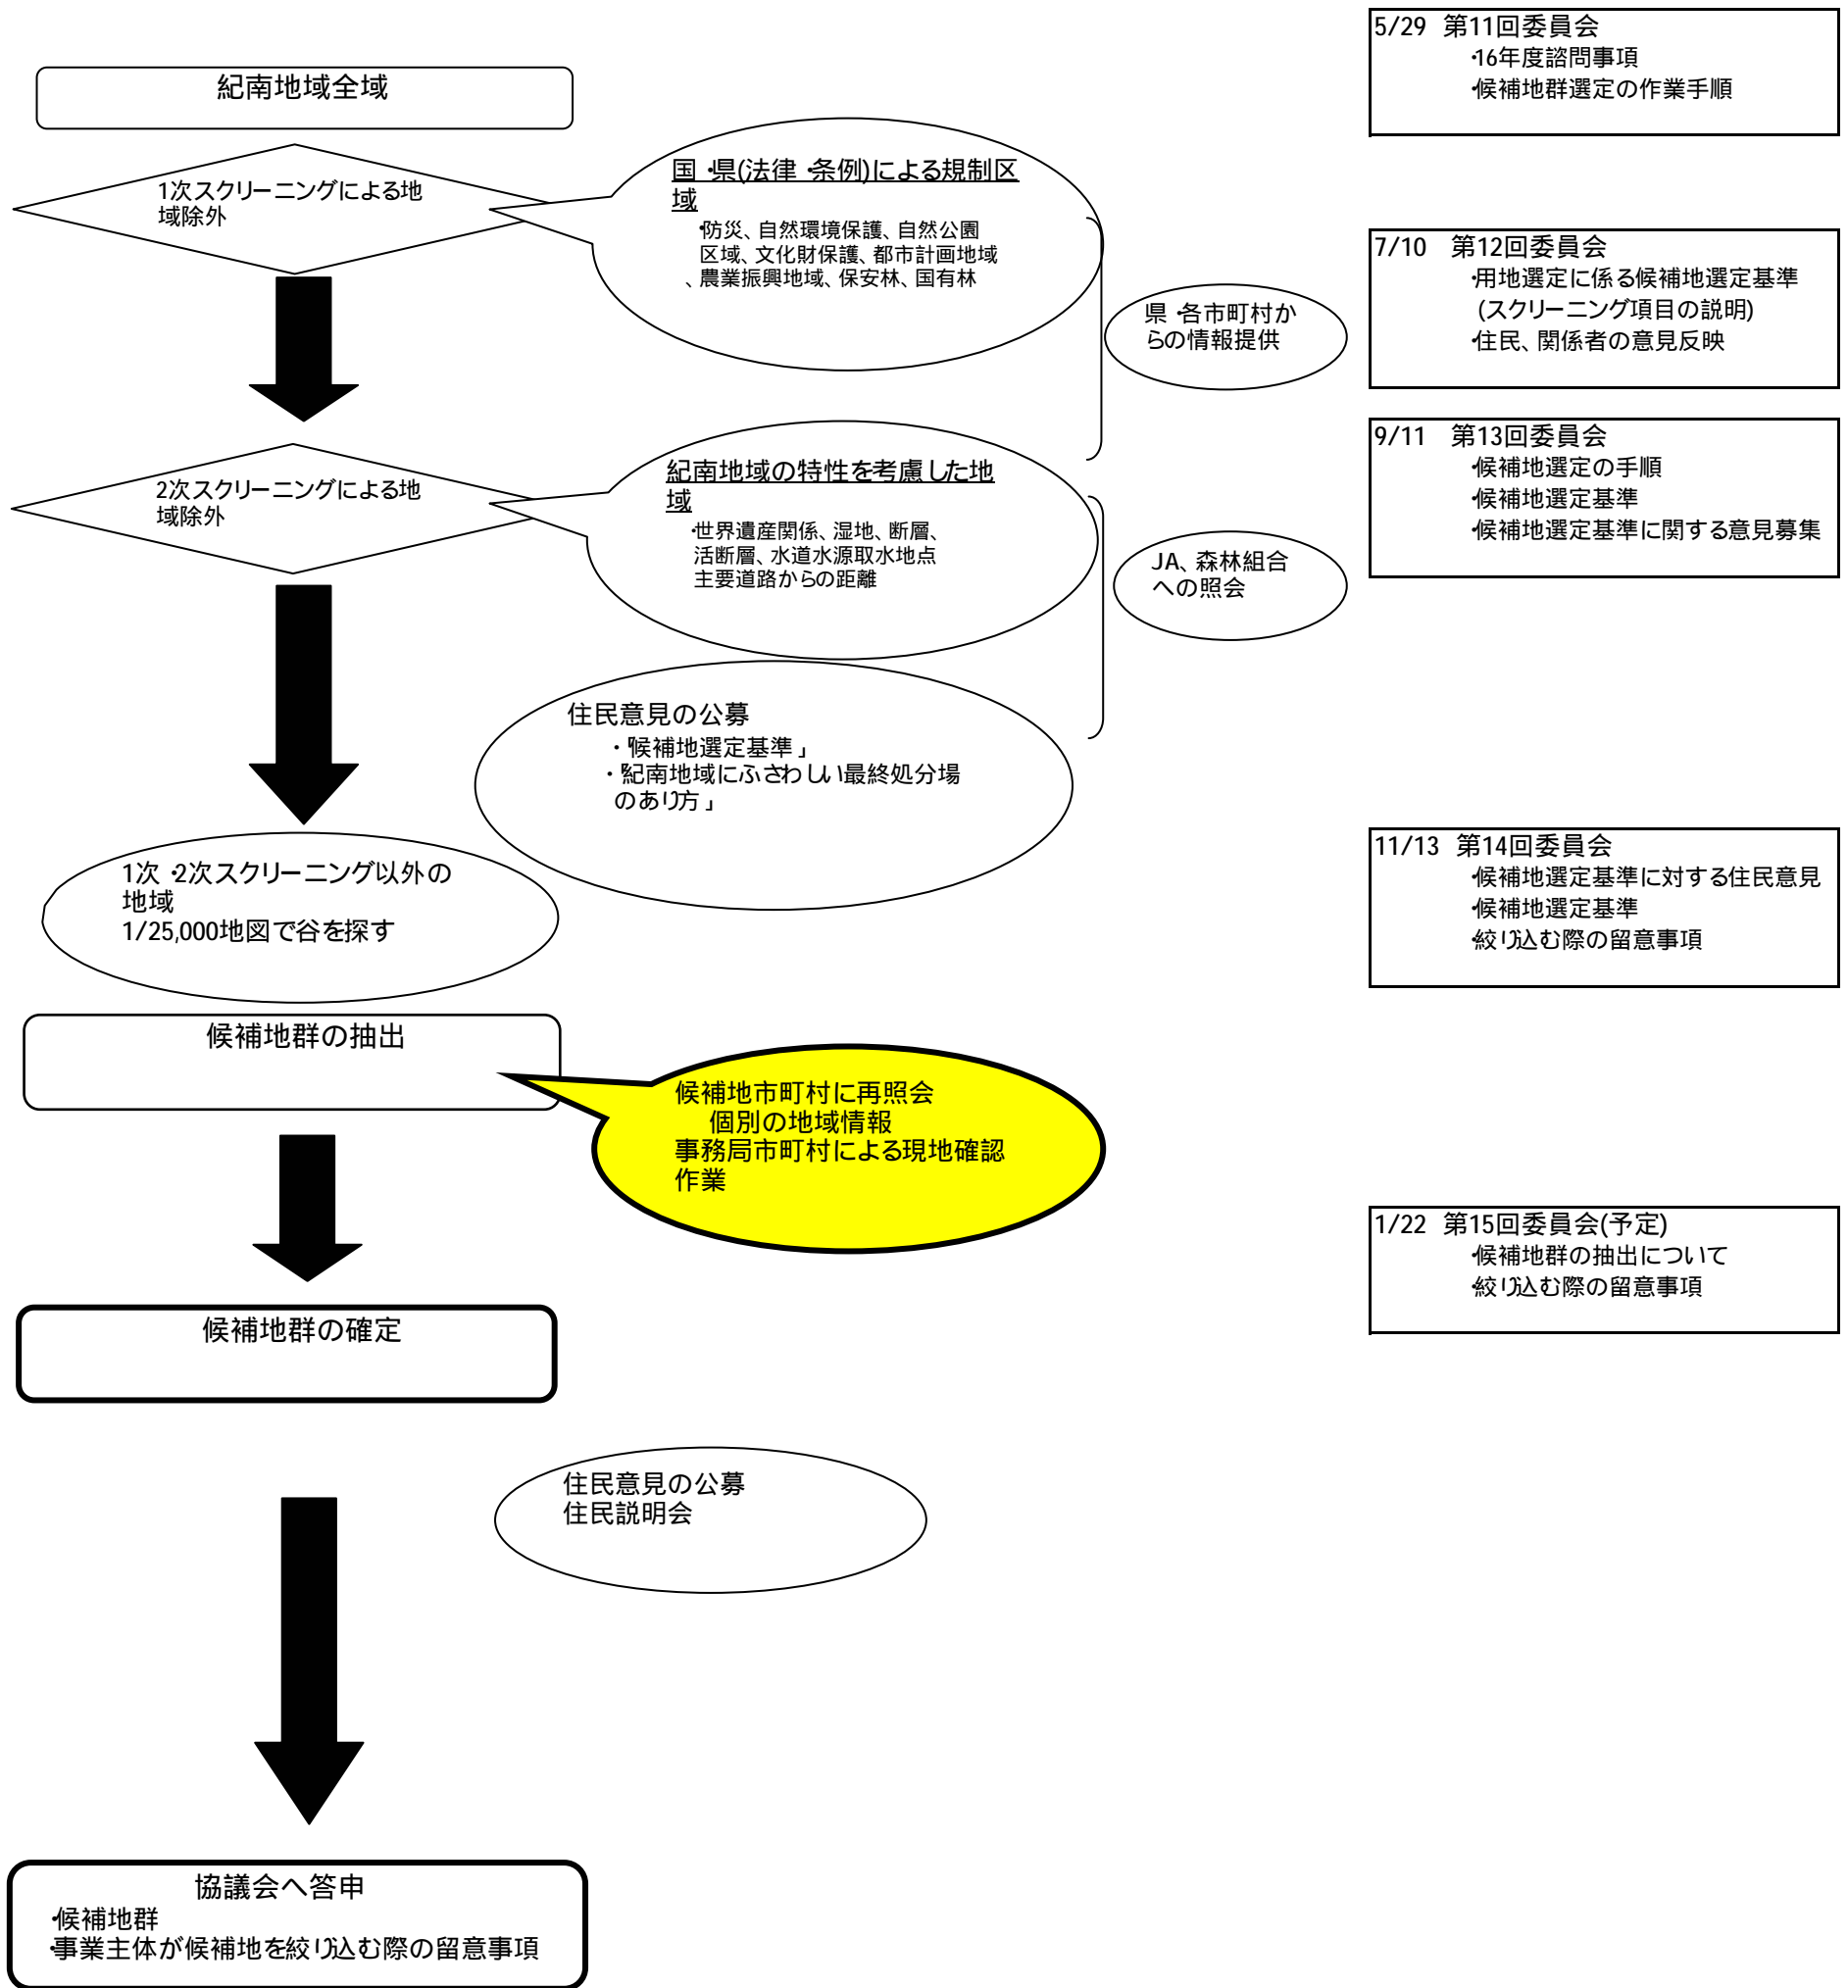 紀南地域全域
1次スクリーニングによる地
域除外
国・県(法律・条例)による規制区
域
・防災、自然環境保護、自然公園
区域、文化財保護、都市計画地域
、農業振興地域、保安林、国有林
県・各市町村か
らの情報提供
2次スクリーニングによる地
域除外
紀南地域の特性を考慮した地
域
・世界遺産関係、湿地、断層、
活断層、水道水源取水地点
主要道路からの距離
JA、森林組合
への照会
住民意見の公募
・「候補地選定基準」
・「紀南地域にふさわしい最終処分場
のあり方」
1次・2次スクリーニング以外の
地域
1/25,000地図で谷を探す
候補地群の抽出
候補地市町村に再照会
個別の地域情報
事務局市町村による現地確認
作業
候補地群の確定
住民意見の公募
住民説明会
協議会へ答申
・候補地群
・事業主体が候補地を絞り込む際の留意事項
5/29 第11回委員会
・16年度諮問事項
・候補地群選定の作業手順
7/10 第12回委員会
・用地選定に係る候補地選定基準
(スクリーニング項目の説明)
・住民、関係者の意見反映
9/11 第13回委員会
・候補地選定の手順
・候補地選定基準
・候補地選定基準に関する意見募集
11/13 第14回委員会
・候補地選定基準に対する住民意見
・候補地選定基準
・絞り込む際の留意事項
1/22 第15回委員会(予定)
・候補地群の抽出について
・絞り込む際の留意事項